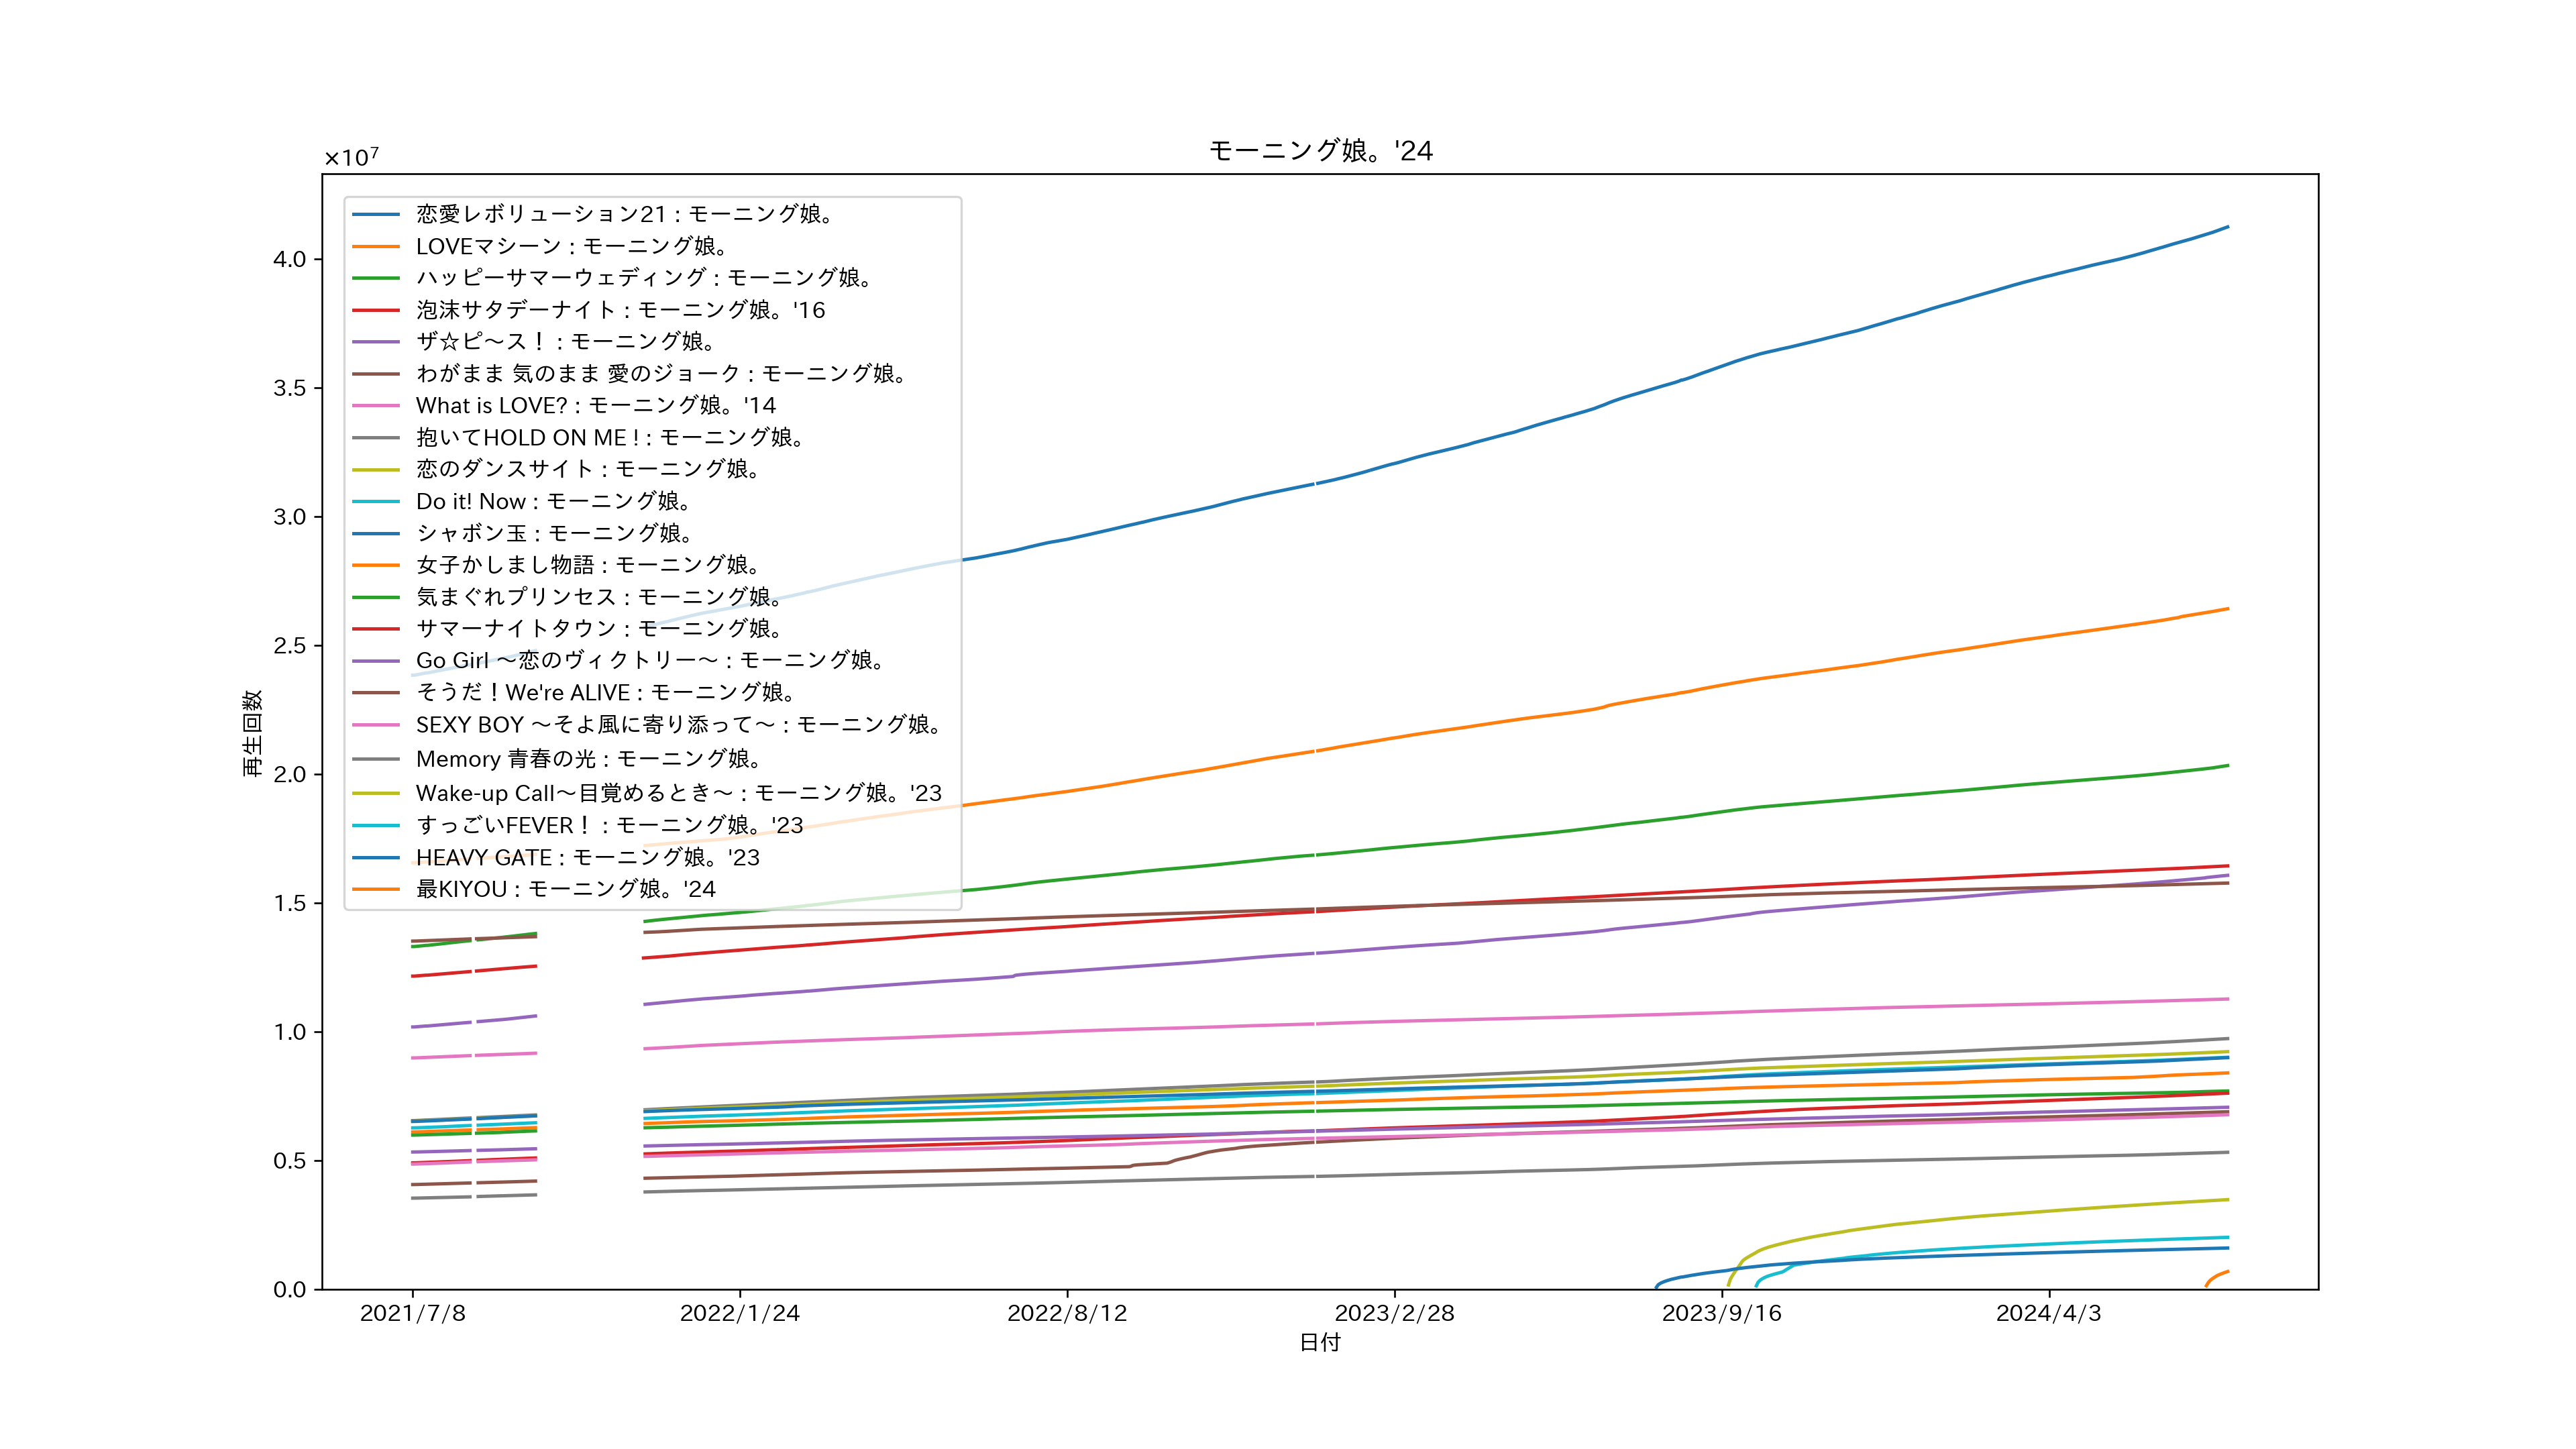 モーニング娘。'24
×10⁷
恋愛レボリューション21 : モーニング娘。
LOVEマシーン : モーニング娘。
ハッピーサマーウェディング : モーニング娘。
泡沫サタデーナイト : モーニング娘。'16
ザ☆ピ〜ス！ : モーニング娘。
わがまま 気のまま 愛のジョーク : モーニング娘。
What is LOVE? : モーニング娘。'14
抱いてHOLD ON ME ! : モーニング娘。
恋のダンスサイト : モーニング娘。
Do it! Now : モーニング娘。
シャボン玉 : モーニング娘。
女子かしまし物語 : モーニング娘。
気まぐれプリンセス : モーニング娘。
サマーナイトタウン : モーニング娘。
Go Girl 〜恋のヴィクトリー〜 : モーニング娘。
そうだ！We're ALIVE : モーニング娘。
SEXY BOY 〜そよ風に寄り添って〜 : モーニング娘。
Memory 青春の光 : モーニング娘。
Wake-up Call〜目覚めるとき〜 : モーニング娘。'23
すっごいFEVER！ : モーニング娘。'23
HEAVY GATE : モーニング娘。'23
最KIYOU : モーニング娘。'24
4.0
3.5
3.0
2.5
2.0
1.5
1.0
0.5
0.0
再生回数
2021/7/8
2022/1/24
2022/8/12
2023/2/28
2023/9/16
2024/4/3
日付